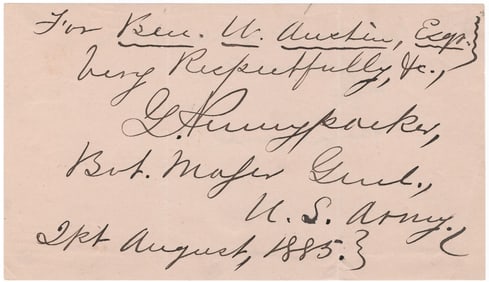 For Ben. W. Austin, Esqr.}
Very Respectfully, &c.,
G. Pennypacker,
Bvt. Major Genl.,
U. S. Army.
21st August, 1885.}